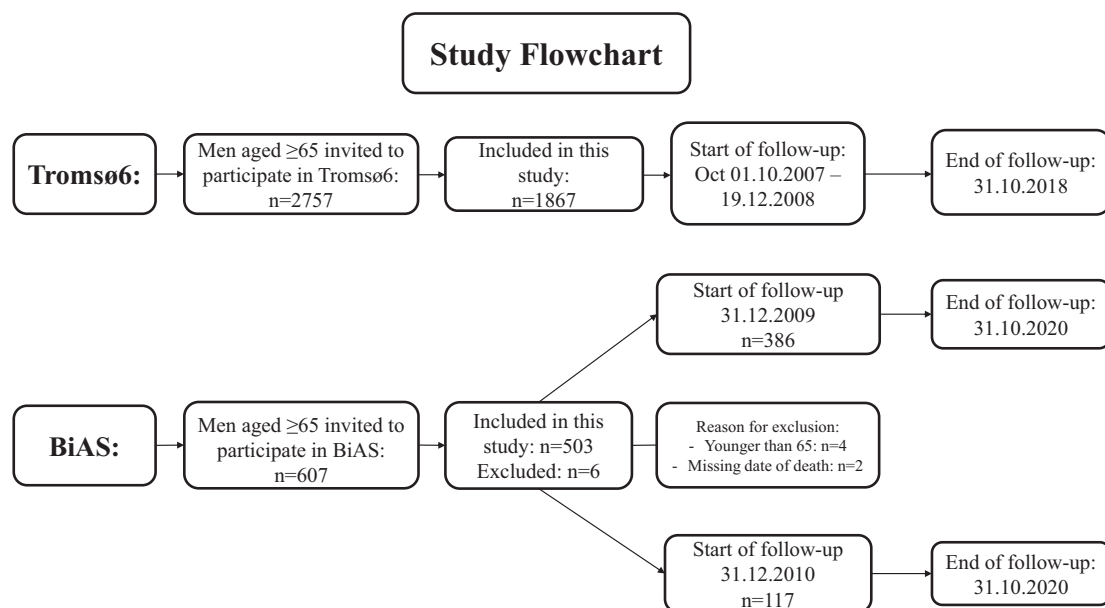 Study Flowchart
Tromsø6:
Men aged ≥65 invited to
participate in Tromsø6:
n=2757
Included in this
study:
n=1867
Start of follow-up:
Oct 01.10.2007 –
19.12.2008
End of follow-up:
31.10.2018
BiAS:
Men aged ≥65 invited to
participate in BiAS:
n=607
Included in this
study: n=503
Excluded: n=6
Start of follow-up
31.12.2009
n=386
End of follow-up:
31.10.2020
Reason for exclusion:
- Younger than 65: n=4
- Missing date of death: n=2
Start of follow-up
31.12.2010
n=117
End of follow-up:
31.10.2020